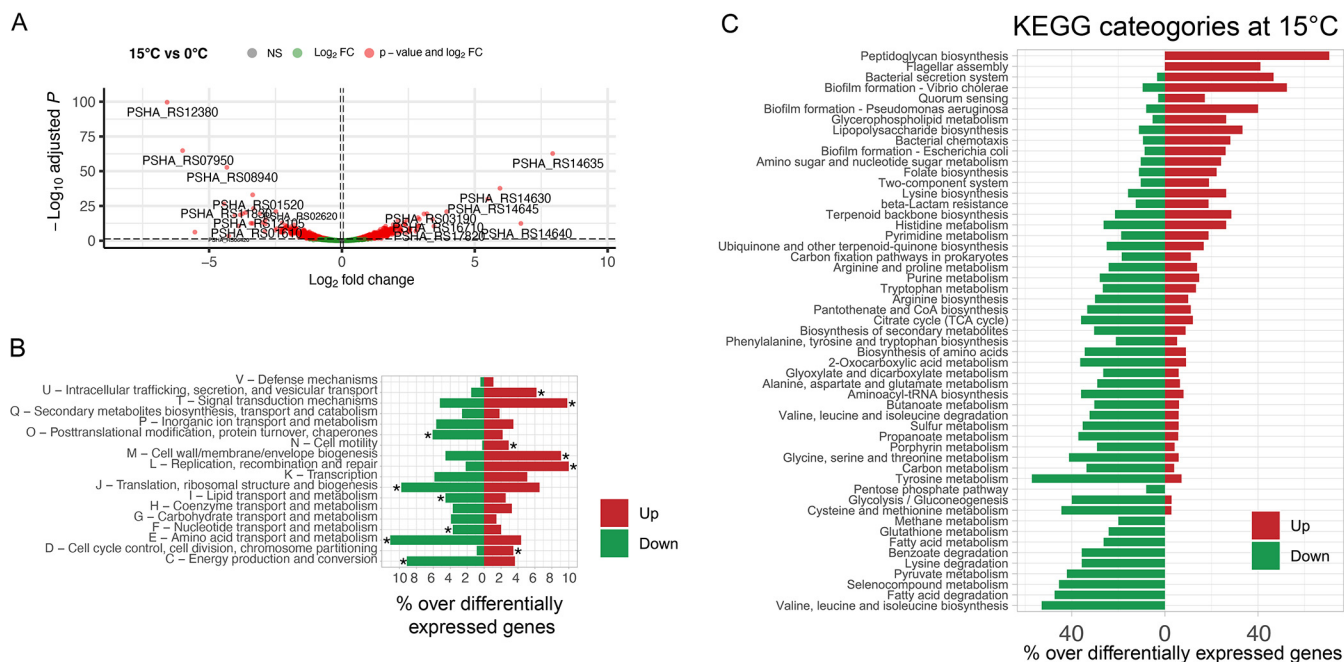 A
15°C vs 0°C
NS
Log2 FC
p – value and log2 FC
– Log10 adjusted P
100
75
50
25
0
PSHA_RS12380
PSHA_RS07950
PSHA_RS08940
PSHA_RS01520
PSHA_RS02620
PSHA_RS12105
PSHA_RS01610
PSHA_RS14635
PSHA_RS14630
PSHA_RS14645
PSHA_RS03190
PSHA_RS16710
PSHA_RS17820
PSHA_RS14640
−5
0
5
10
Log2 fold change
B
V – Defense mechanisms
U – Intracellular trafficking, secretion, and vesicular transport
T – Signal transduction mechanisms
Q – Secondary metabolites biosynthesis, transport and catabolism
P – Inorganic ion transport and metabolism
O – Posttranslational modification, protein turnover, chaperones
N – Cell motility
M – Cell wall/membrane/envelope biogenesis
L – Replication, recombination and repair
K – Transcription
J – Translation, ribosomal structure and biogenesis
I – Lipid transport and metabolism
H – Coenzyme transport and metabolism
G – Carbohydrate transport and metabolism
F – Nucleotide transport and metabolism
E – Amino acid transport and metabolism
D – Cell cycle control, cell division, chromosome partitioning
C – Energy production and conversion
10 8 6 4 2 0 2 4 6 8 10
% over differentially
expressed genes
Up
Down
C
KEGG cateogories at 15°C
Peptidoglycan biosynthesis
Flagellar assembly
Bacterial secretion system
Biofilm formation - Vibrio cholerae
Quorum sensing
Biofilm formation - Pseudomonas aeruginosa
Glycerophospholipid metabolism
Lipopolysaccharide biosynthesis
Bacterial chemotaxis
Biofilm formation - Escherichia coli
Amino sugar and nucleotide sugar metabolism
Folate biosynthesis
Two-component system
Lysine biosynthesis
beta-Lactam resistance
Terpenoid backbone biosynthesis
Histidine metabolism
Pyrimidine metabolism
Ubiquinone and other terpenoid-quinone biosynthesis
Carbon fixation pathways in prokaryotes
Arginine and proline metabolism
Purine metabolism
Tryptophan metabolism
Arginine biosynthesis
Pantothenate and CoA biosynthesis
Citrate cycle (TCA cycle)
Biosynthesis of secondary metabolites
Phenylalanine, tyrosine and tryptophan biosynthesis
Biosynthesis of amino acids
2-Oxocarboxylic acid metabolism
Glyoxylate and dicarboxylate metabolism
Alanine, aspartate and glutamate metabolism
Aminoacyl-tRNA biosynthesis
Butanoate metabolism
Valine, leucine and isoleucine degradation
Sulfur metabolism
Propanoate metabolism
Porphyrin metabolism
Glycine, serine and threonine metabolism
Carbon metabolism
Tyrosine metabolism
Pentose phosphate pathway
Glycolysis / Gluconeogenesis
Cysteine and methionine metabolism
Methane metabolism
Glutathione metabolism
Fatty acid metabolism
Benzoate degradation
Lysine degradation
Pyruvate metabolism
Selenocompound metabolism
Fatty acid degradation
Valine, leucine and isoleucine biosynthesis
Up
Down
40
0
40
% over differentially expressed genes